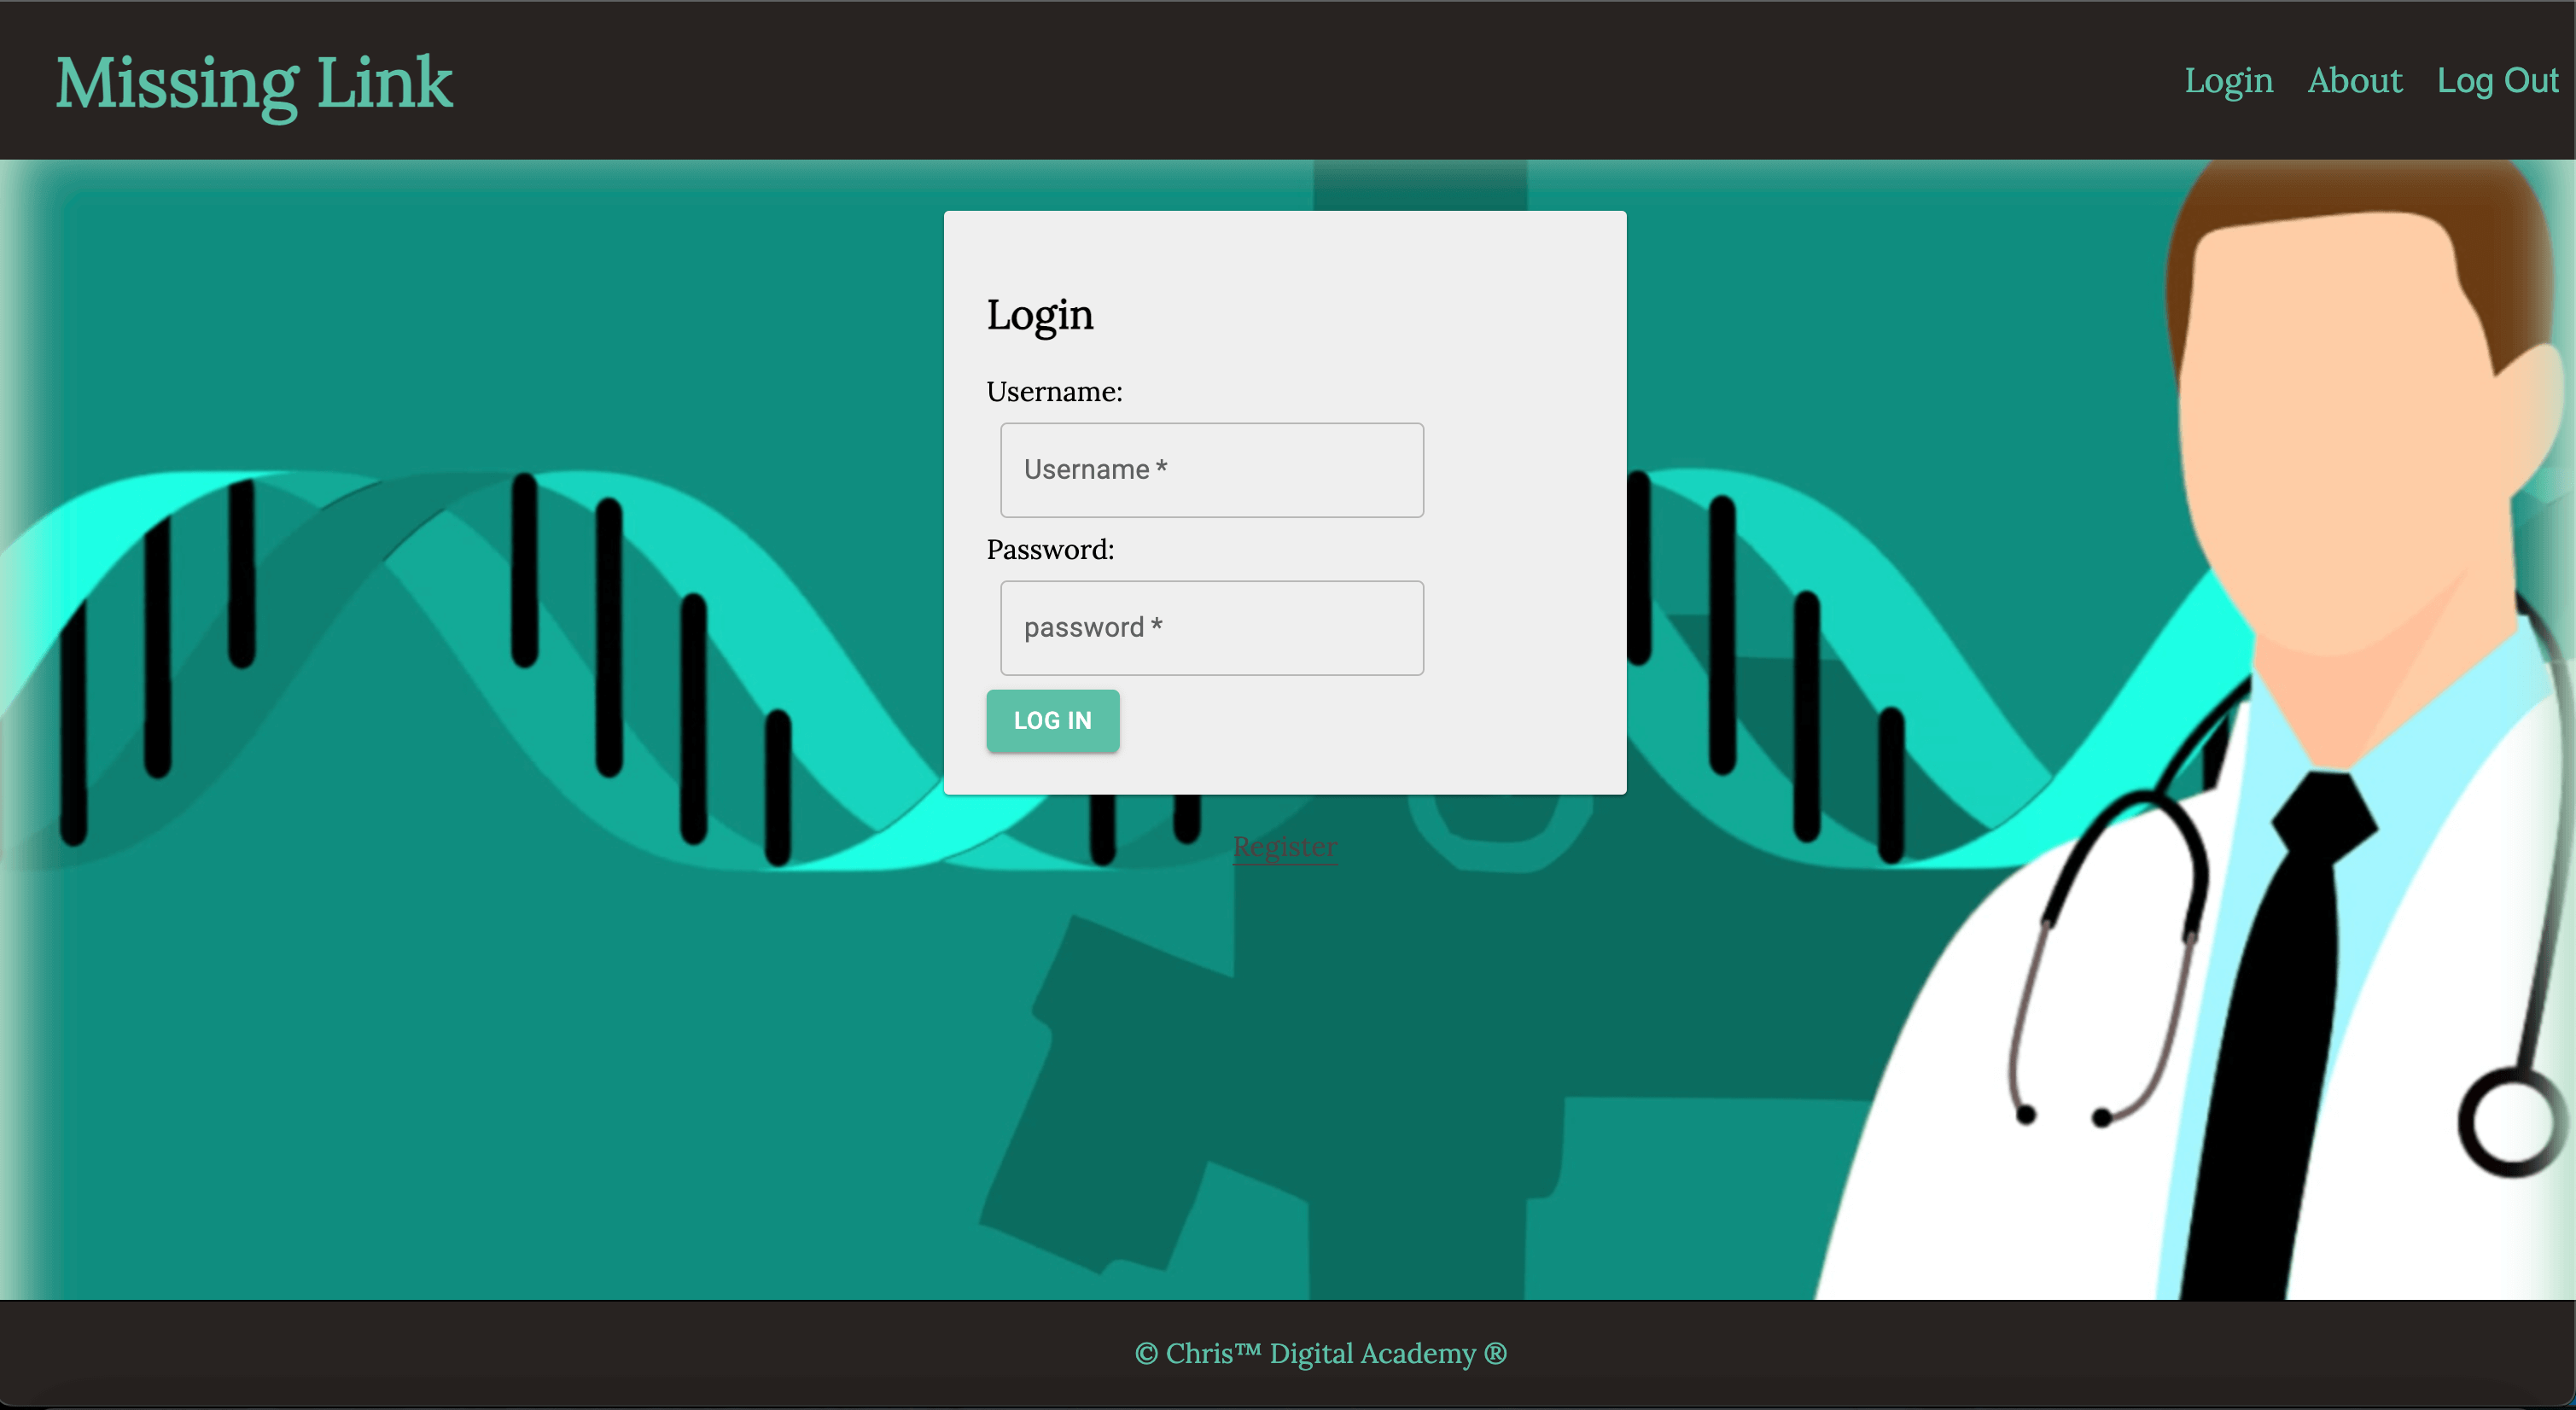 Missing Link
Login About Log Out
Login
Username:
Username *
Password:
password *
LOG IN
Register
© Chris™ Digital Academy ®